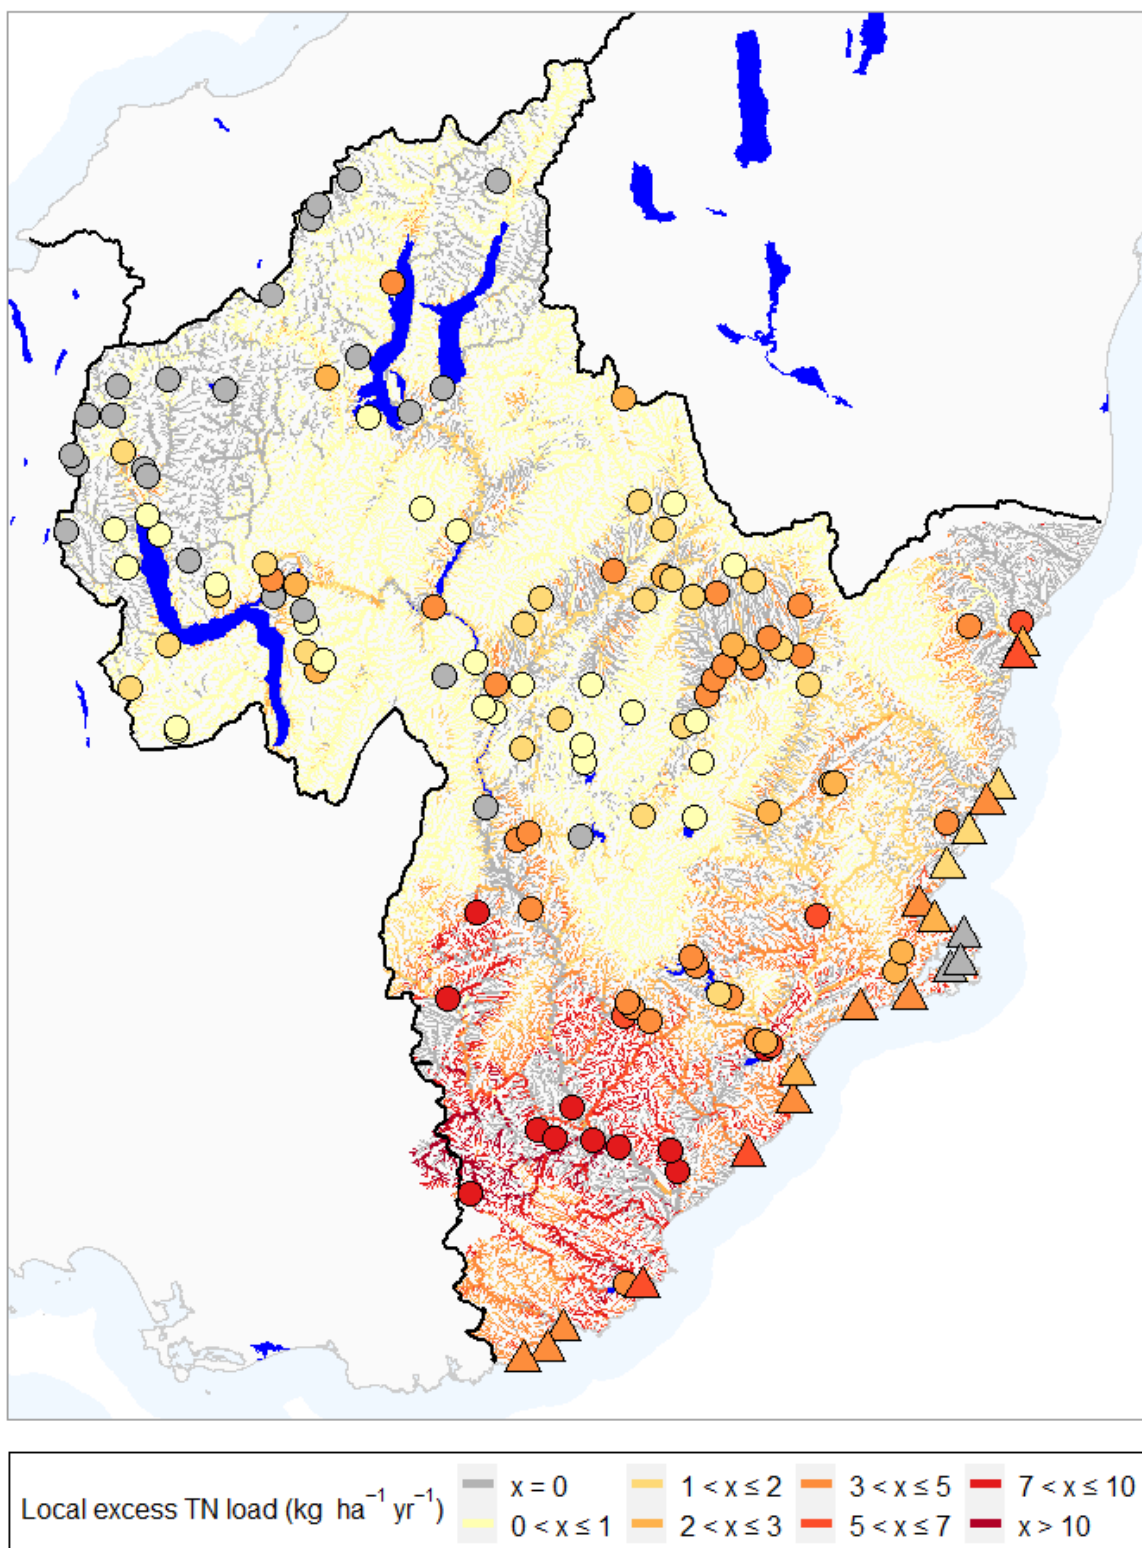 Local excess TN load (kg ha⁻¹ yr⁻¹)
x = 0
0 < x ≤ 1
1 < x ≤ 2
2 < x ≤ 3
3 < x ≤ 5
5 < x ≤ 7
7 < x ≤ 10
x > 10